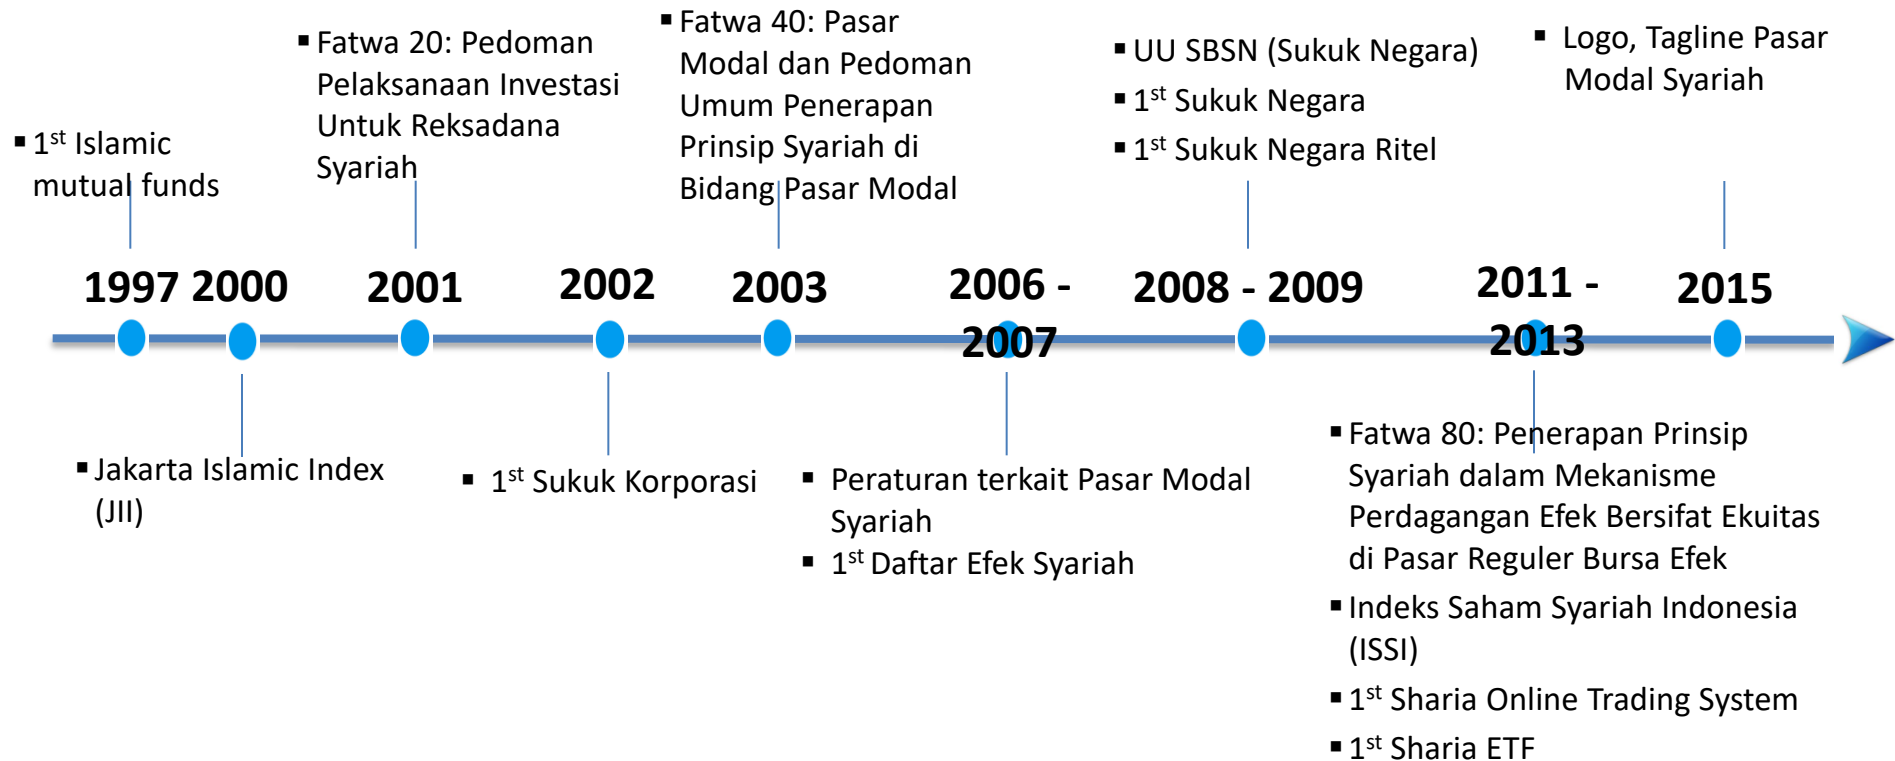 ▪ 1st Islamic
mutual funds
▪ Fatwa 20: Pedoman
Pelaksanaan Investasi
Untuk Reksadana
Syariah
▪ Fatwa 40: Pasar
Modal dan Pedoman
Umum Penerapan
Prinsip Syariah di
Bidang Pasar Modal
▪ UU SBSN (Sukuk Negara)
▪ 1st Sukuk Negara
▪ 1st Sukuk Negara Ritel
▪ Logo, Tagline Pasar
Modal Syariah
1997 2000 2001 2002 2003 2006 - 2008 - 2009 2011 - 2015
2007 2013
▪ Jakarta Islamic Index
(JII)
▪ 1st Sukuk Korporasi
▪ Peraturan terkait Pasar Modal
Syariah
▪ 1st Daftar Efek Syariah
▪ Fatwa 80: Penerapan Prinsip
Syariah dalam Mekanisme
Perdagangan Efek Bersifat Ekuitas
di Pasar Reguler Bursa Efek
▪ Indeks Saham Syariah Indonesia
(ISSI)
▪ 1st Sharia Online Trading System
▪ 1st Sharia ETF